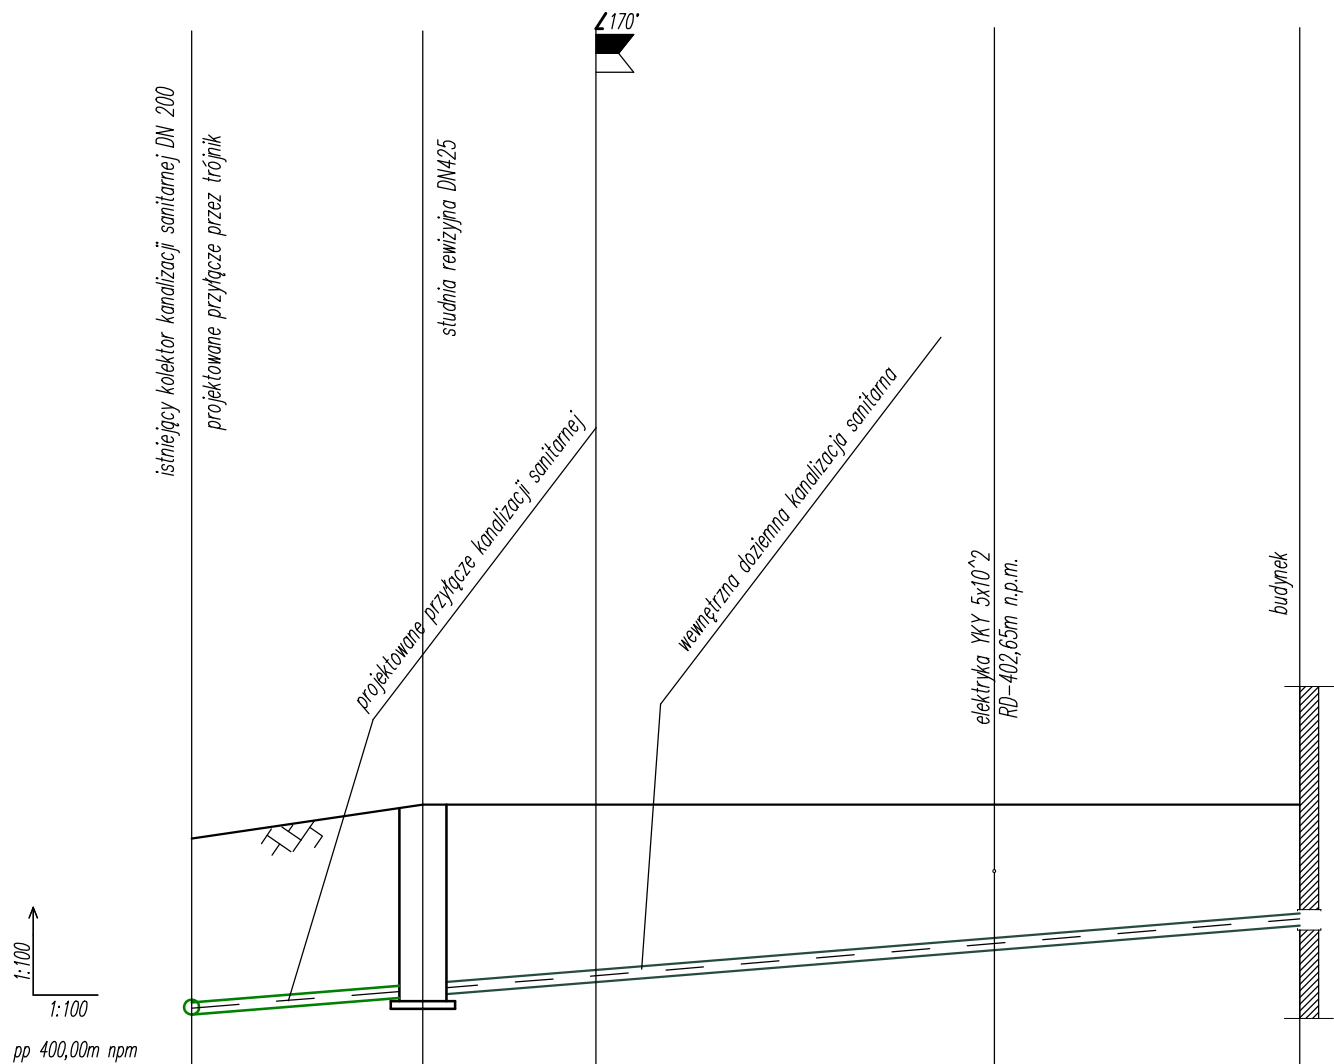 ∠170°
istniejący kolektor kanalizacji sanitarnej DN 200
projektowane przyłącze przez trójnik
studnia rewizyjna DN425
projektowane przyłącze kanalizacji sanitarnej
wewnętrzna doziemna kanalizacja sanitarna
elektryka YKY 5x10^2
RD-402,65m n.p.m.
budynek
1:100
1:100
pp 400,00m npm